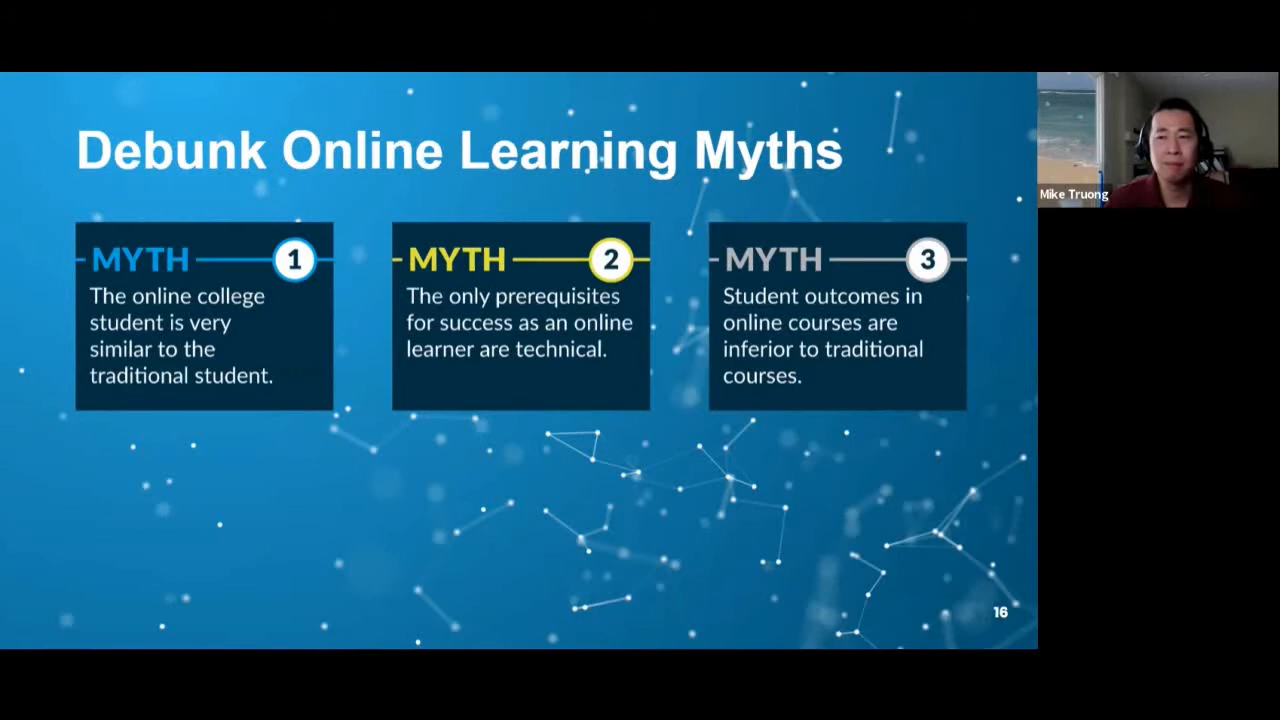 Debunk Online Learning Myths
MYTH 1
The online college
student is very
similar to the
traditional student.
MYTH 2
The only prerequisites
for success as an online
learner are technical.
MYTH 3
Student outcomes in
online courses are
inferior to traditional
courses.
16
Mike Truong